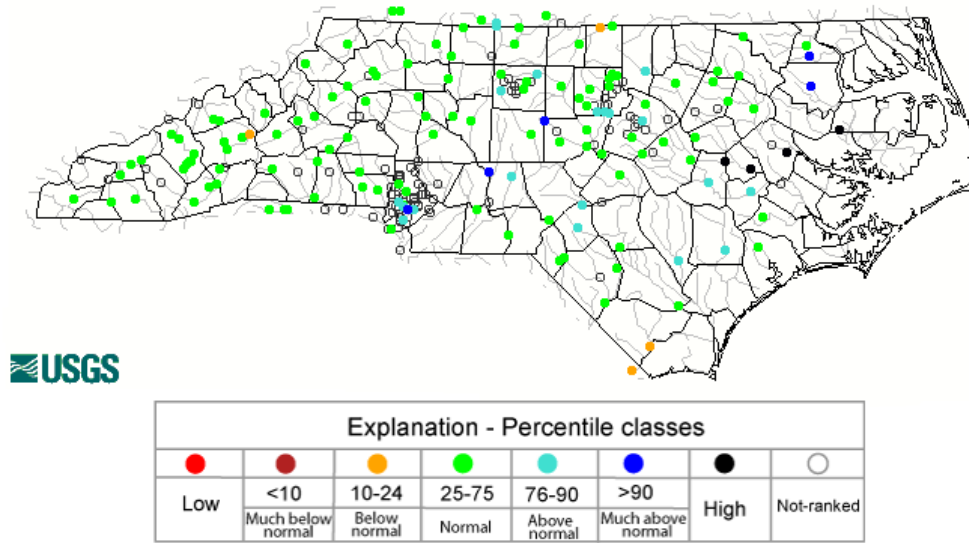 USGS
Explanation - Percentile classes
Low <10 10-24 25-75 76-90 >90 High Not-ranked
Much below normal Below normal Normal Above normal Much above normal